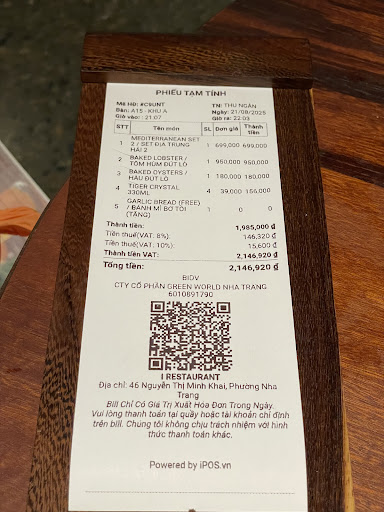 PHIẾU TẠM TÍNH
Mã HĐ: #C9UNT TN: THU NGÂN
Bàn: A15 - KHU A Ngày: 21/08/2025
Giờ vào: 21:07 Giờ ra: 22:03
STT Tên món SL Đơn giá Thành tiền
1 MEDITERRANEAN SET 2 / SET ĐỊA TRUNG HẢI 2 1 699,000 699,000
2 BAKED LOBSTER / TÔM HÙM ĐÚT LÒ 1 950,000 950,000
3 BAKED OYSTERS / HÀU ĐÚT LÒ 1 180,000 180,000
4 TIGER CRYSTAL 330ML 4 39,000 156,000
5 GARLIC BREAD (FREE) / BÁNH MÌ BƠ TỎI (TẶNG) 1 0 0
Thành tiền: 1,985,000 ₫
Tiền thuế(VAT: 8%): 146,320 ₫
Tiền thuế(VAT: 10%): 15,600 ₫
Thành tiền VAT: 2,146,920 ₫
Tổng tiền: 2,146,920 ₫
BIDV
CTY CỔ PHẦN GREEN WORLD NHA TRANG
6010891790
I RESTAURANT
Địa chỉ: 46 Nguyễn Thị Minh Khai, Phường Nha
Trang
Bill Chỉ Có Giá Trị Xuất Hóa Đơn Trong Ngày.
Vui lòng thanh toán tại quầy hoặc tài khoản chỉ định
trên bill. Chúng tôi không chịu trách nhiệm với hình
thức thanh toán khác.
Powered by iPOS.vn